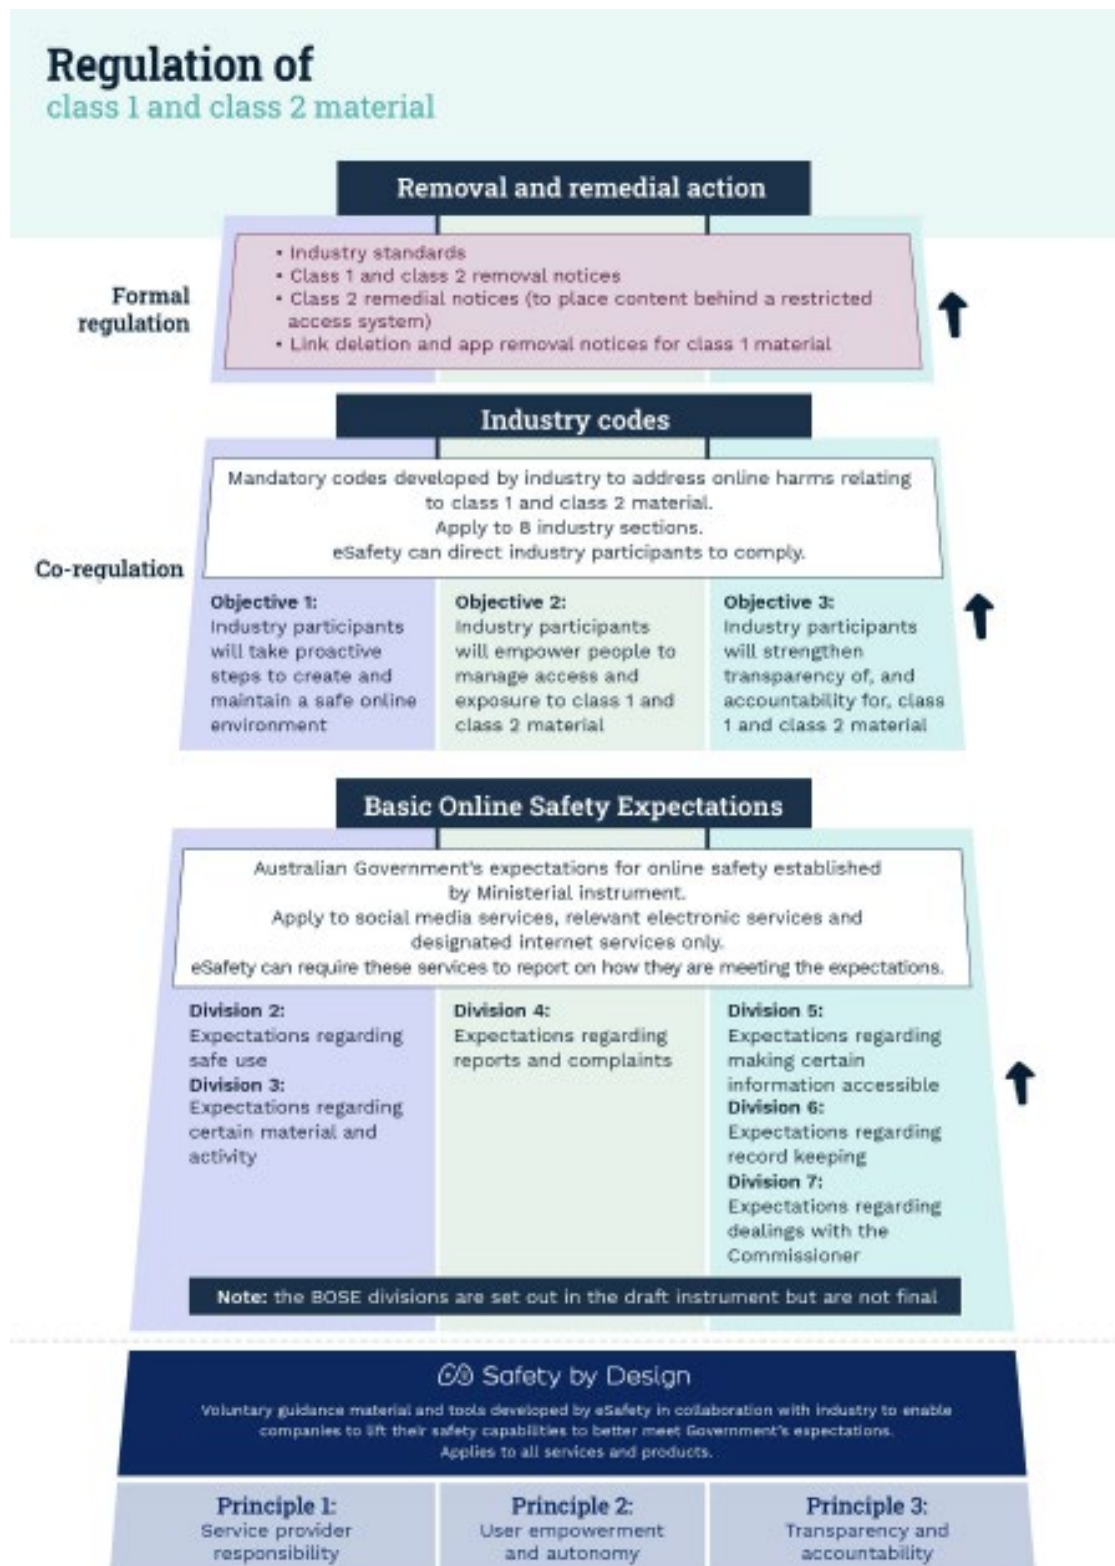 Regulation of
class 1 and class 2 material
Removal and remedial action
Formal
regulation
• Industry standards
• Class 1 and class 2 removal notices
• Class 2 remedial notices (to place content behind a restricted
access system)
• Link deletion and app removal notices for class 1 material
Industry codes
Co-regulation
Mandatory codes developed by industry to address online harms relating
to class 1 and class 2 material.
Apply to 8 industry sections.
eSafety can direct industry participants to comply.
Objective 1:
Industry participants
will take proactive
steps to create and
maintain a safe online
environment
Objective 2:
Industry participants
will empower people to
manage access and
exposure to class 1 and
class 2 material
Objective 3:
Industry participants
will strengthen
transparency of, and
accountability for, class
1 and class 2 material
Basic Online Safety Expectations
Australian Government's expectations for online safety established
by Ministerial instrument.
Apply to social media services, relevant electronic services and
designated internet services only.
eSafety can require these services to report on how they are meeting the expectations.
Division 2:
Expectations regarding
safe use
Division 3:
Expectations regarding
certain material and
activity
Division 4:
Expectations regarding
reports and complaints
Division 5:
Expectations regarding
making certain
information accessible
Division 6:
Expectations regarding
record keeping
Division 7:
Expectations regarding
dealings with the
Commissioner
Note: the BOSE divisions are set out in the draft instrument but are not final
Safety by Design
Voluntary guidance material and tools developed by eSafety in collaboration with industry to enable
companies to lift their safety capabilities to better meet Government's expectations.
Applies to all services and products.
Principle 1:
Service provider
responsibility
Principle 2:
User empowerment
and autonomy
Principle 3:
Transparency and
accountability